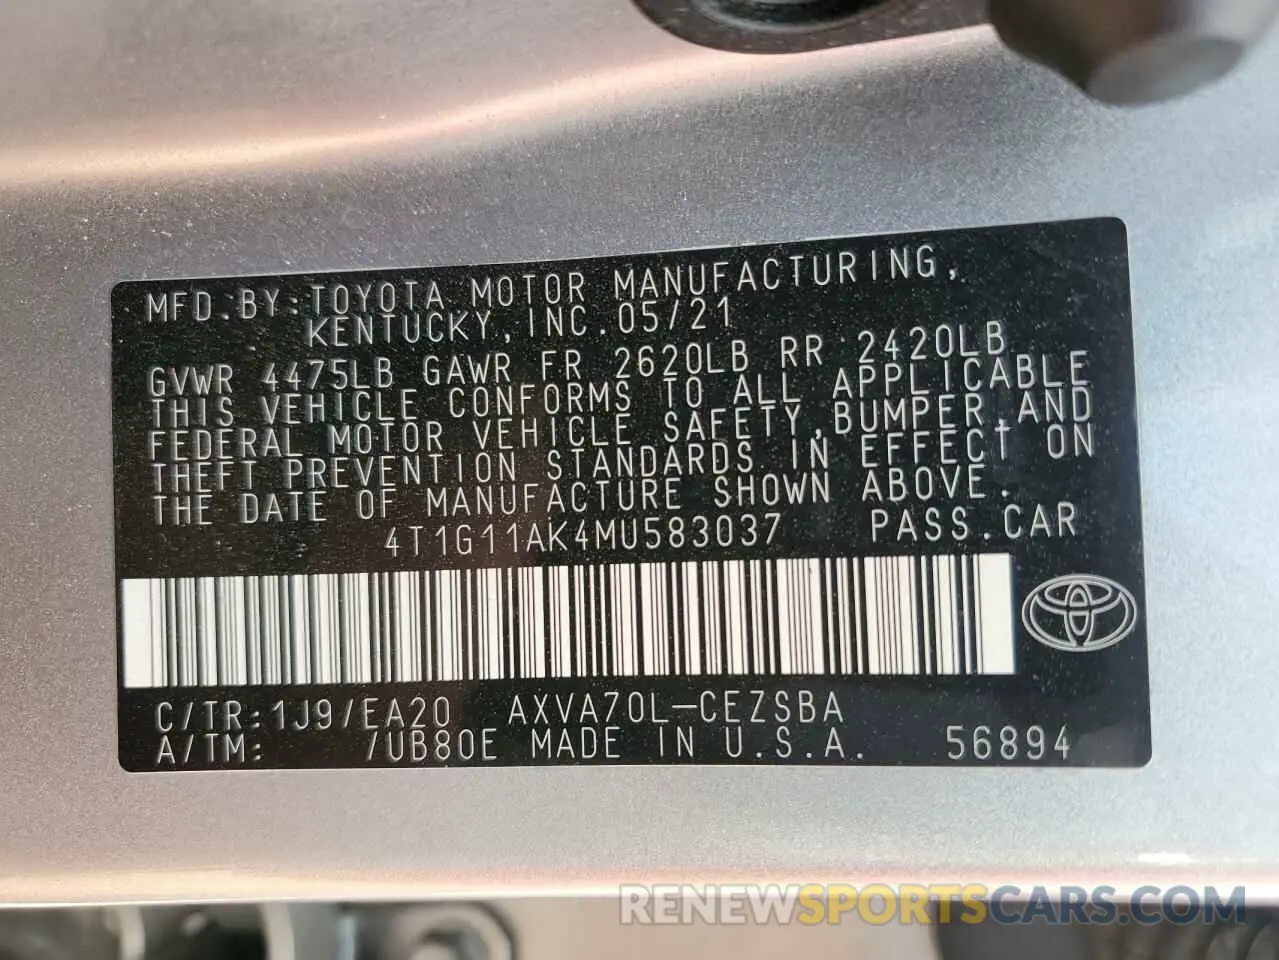 MFD.BY:TOYOTA MOTOR MANUFACTURING,
KENTUCKY,INC.05/21
GVWR 4475LB GAWR FR 2620LB RR 2420LB
THIS VEHICLE CONFORMS TO ALL APPLICABLE
FEDERAL MOTOR VEHICLE SAFETY,BUMPER,AND
THEFT PREVENTION STANDARDS IN EFFECT ON
THE DATE OF MANUFACTURE SHOWN ABOVE.
4T1G11AK4MU583037 PASS.CAR
C/TR:1J9/EA20 AXVA70L-CEZSBA
A/TM: /UB80E MADE IN U.S.A. 56894
RENEWSPORTSCARS.COM